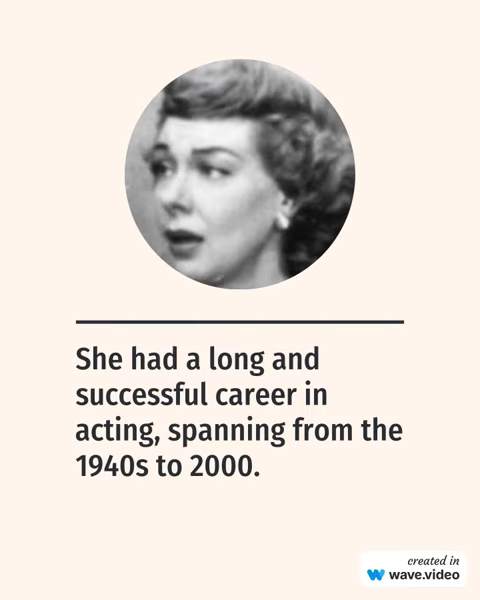 She had a long and
successful career in
acting, spanning from the
1940s to 2000.
created in
wave.video